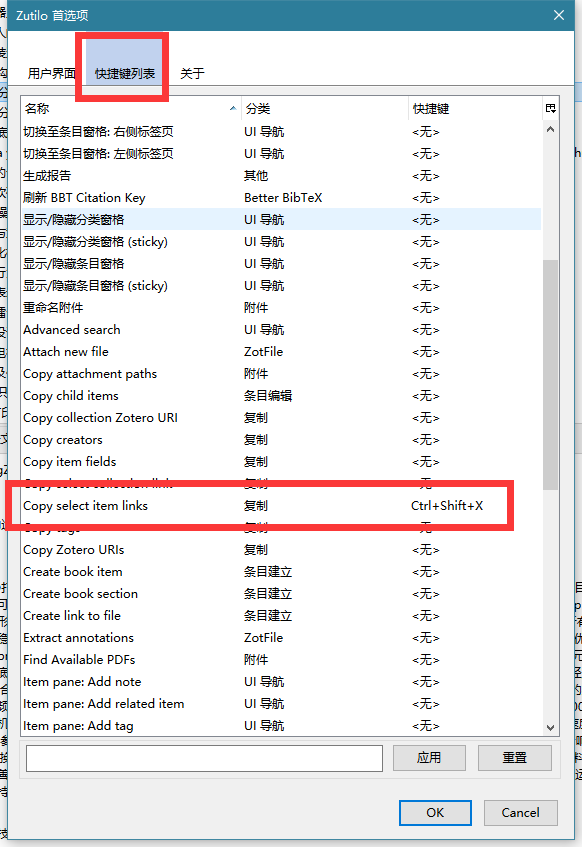 Zutilo 首选项
用户界面 快捷键列表 关于
名称 分类 快捷键
切换至条目窗格: 右侧标签页 UI 导航 <无>
切换至条目窗格: 左侧标签页 UI 导航 <无>
生成报告 其他 <无>
刷新 BBT Citation Key Better BibTeX <无>
显示/隐藏分类窗格 UI 导航 <无>
显示/隐藏分类窗格 (sticky) UI 导航 <无>
显示/隐藏条目窗格 UI 导航 <无>
显示/隐藏条目窗格 (sticky) UI 导航 <无>
重命名附件 附件 <无>
Advanced search UI 导航 <无>
Attach new file ZotFile <无>
Copy attachment paths 附件 <无>
Copy child items 条目编辑 <无>
Copy collection Zotero URI 复制 <无>
Copy creators 复制 <无>
Copy item fields 复制 <无>
Copy select collection link 复制 <无>
Copy select item links 复制 Ctrl+Shift+X
Copy tags 复制 <无>
Copy Zotero URIs 复制 <无>
Create book item 条目建立 <无>
Create book section 条目建立 <无>
Create link to file 条目建立 <无>
Extract annotations ZotFile <无>
Find Available PDFs 附件 <无>
Item pane: Add note UI 导航 <无>
Item pane: Add related item UI 导航 <无>
Item pane: Add tag UI 导航 <无>
应用 重置
OK Cancel